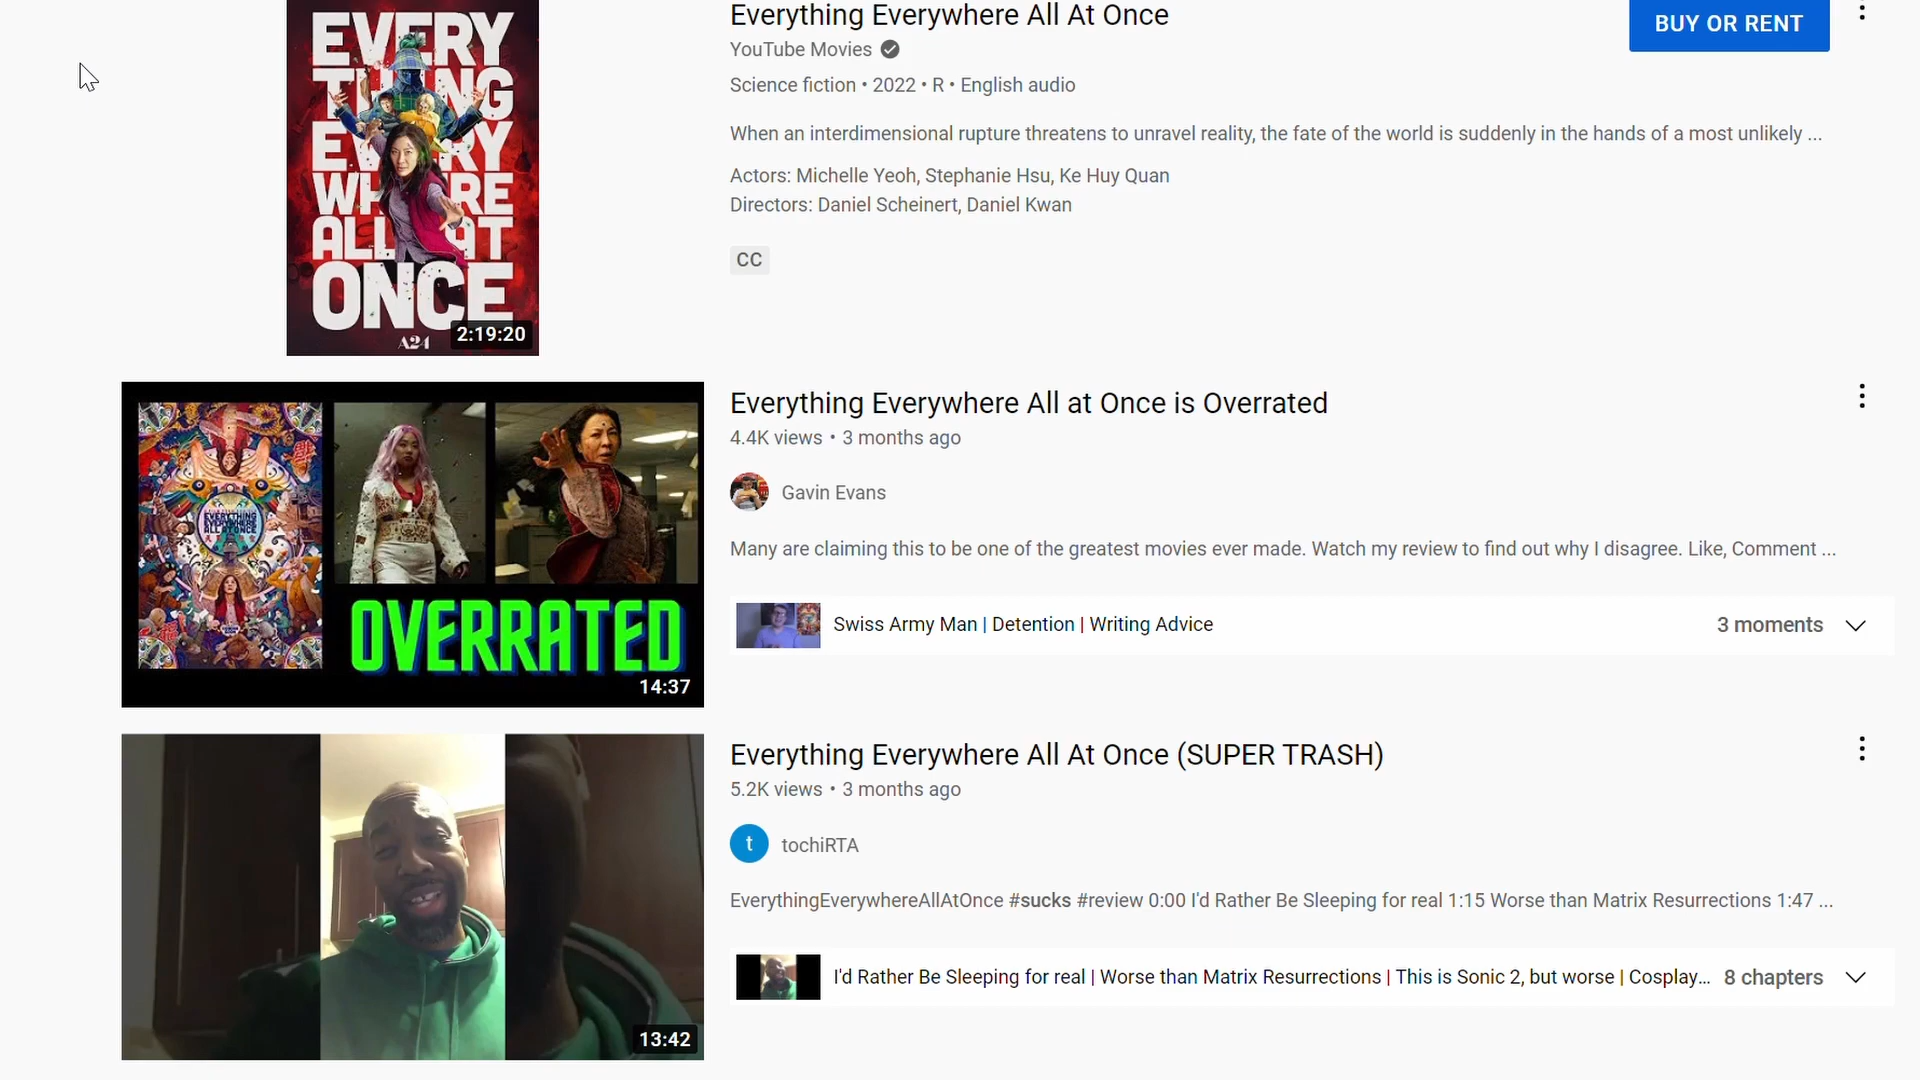 EVERY
THING
EVERY
WHERE
ALL AT
ONCE
A24
2:19:20
Everything Everywhere All At Once
YouTube Movies
Science fiction • 2022 • R • English audio
When an interdimensional rupture threatens to unravel reality, the fate of the world is suddenly in the hands of a most unlikely ...
Actors: Michelle Yeoh, Stephanie Hsu, Ke Huy Quan
Directors: Daniel Scheinert, Daniel Kwan
CC
BUY OR RENT
EVERYTHING
EVERYWHERE
ALL AT ONCE
OVERRATED
14:37
Everything Everywhere All at Once is Overrated
4.4K views • 3 months ago
Gavin Evans
Many are claiming this to be one of the greatest movies ever made. Watch my review to find out why I disagree. Like, Comment ...
Swiss Army Man | Detention | Writing Advice
3 moments
13:42
Everything Everywhere All At Once (SUPER TRASH)
5.2K views • 3 months ago
t
tochiRTA
EverythingEverywhereAllAtOnce #sucks #review 0:00 I'd Rather Be Sleeping for real 1:15 Worse than Matrix Resurrections 1:47 ...
I'd Rather Be Sleeping for real | Worse than Matrix Resurrections | This is Sonic 2, but worse | Cosplay...
8 chapters